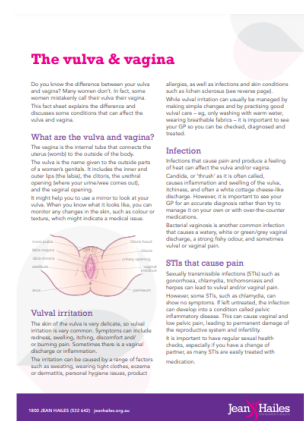 The vulva & vagina
Do you know the difference between your vulva
and vagina? Many women don't. In fact, some
women mistakenly call their vulva their vagina.
This fact sheet explains the difference and
discusses some conditions that can affect the
vulva and vagina.
What are the vulva and vagina?
The vagina is the internal tube that connects the
uterus (womb) to the outside of the body.
The vulva is the name given to the outside parts
of a woman's genitals. It includes the inner and
outer lips (the labia), the clitoris, the urethral
opening (where your urine/wee comes out),
and the vaginal opening.
It might help you to use a mirror to look at your
vulva. When you know what it looks like, you can
monitor any changes in the skin, such as colour or
texture, which might indicate a medical issue.
Vulval irritation
The skin of the vulva is very delicate, so vulval
irritation is very common. Symptoms can include
redness, swelling, itching, discomfort and/
or burning pain. Sometimes there is a vaginal
discharge or inflammation.
The irritation can be caused by a range of factors
such as sweating, wearing tight clothes, eczema
or dermatitis, personal hygiene issues, product
allergies, as well as infections and skin conditions
such as lichen sclerosus (see reverse page).
While vulval irritation can usually be managed by
making simple changes and by practising good
vulval care – eg, only washing with warm water,
wearing breathable fabrics – it is important to see
your GP so you can be checked, diagnosed and
treated.
Infection
Infections that cause pain and produce a feeling
of heat can affect the vulva and/or vagina.
Candida, or 'thrush' as it is often called,
causes inflammation and swelling of the vulva,
itchiness, and often a white cottage cheese-like
discharge. However, it is important to see your
GP for an accurate diagnosis rather than try to
manage it on your own or with over-the-counter
medications.
Bacterial vaginosis is another common infection
that causes a watery, white or green/grey vaginal
discharge, a strong fishy odour, and sometimes
vulval or vaginal pain.
STIs that cause pain
Sexually transmissible infections (STIs) such as
gonorrhoea, chlamydia, trichomoniasis and
herpes can lead to vulval and/or vaginal pain.
However, some STIs, such as chlamydia, can
show no symptoms. If left untreated, the infection
can develop into a condition called pelvic
inflammatory disease. This can cause vaginal and
low pelvic pain, leading to permanent damage of
the reproductive system and infertility.
It is important to have regular sexual health
checks, especially if you have a change of
partner, as many STIs are easily treated with
medication.
1800 JEAN HAILES (532 642) jeanhailes.org.au
Jean Hailes